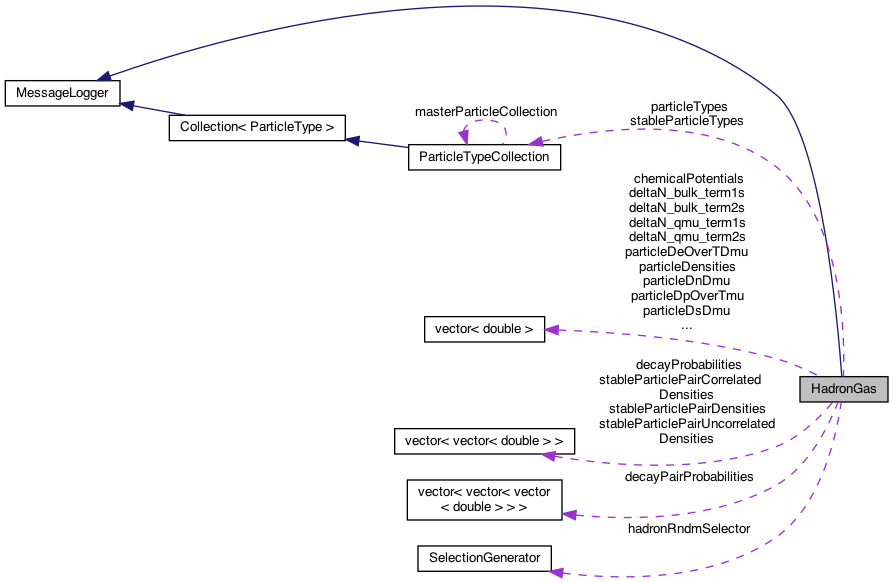 MessageLogger
Collection< ParticleType >
masterParticleCollection
ParticleTypeCollection
particleTypes
stableParticleTypes
chemicalPotentials
deltaN_bulk_term1s
deltaN_bulk_term2s
deltaN_qmu_term1s
deltaN_qmu_term2s
particleDeOverTDmu
particleDensities
particleDnDmu
particleDpOverTmu
particleDsDmu
...
vector< double >
HadronGas
decayProbabilities
stableParticlePairCorrelated
Densities
stableParticlePairDensities
stableParticlePairUncorrelated
Densities
vector< vector< double > >
decayPairProbabilities
vector< vector< vector
< double > > >
hadronRndmSelector
SelectionGenerator